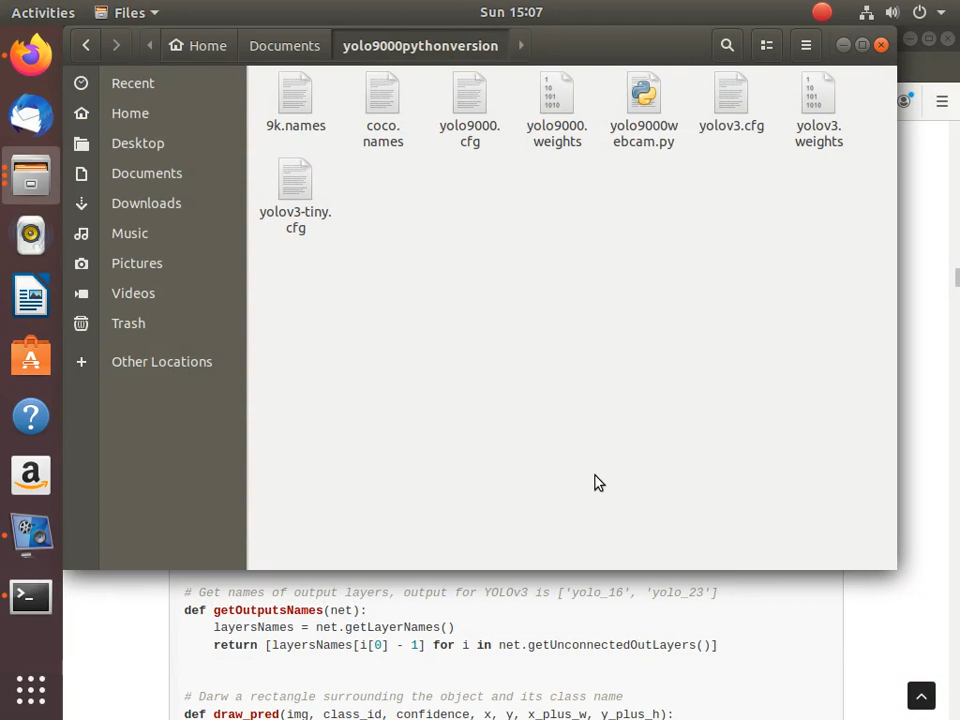 Activities Files Sun 15:07
Home Documents yolo9000pythonversion
Recent
Home
Desktop
Documents
Downloads
Music
Pictures
Videos
Trash
Other Locations
9k.names
coco.
names
yolo9000.
cfg
yolo9000.
weights
yolo9000w
ebcam.py
yolov3.cfg
yolov3.
weights
yolov3-tiny.
cfg
# Get names of output layers, output for YOLOv3 is ['yolo_16', 'yolo_23']
def getOutputsNames(net):
layersNames = net.getLayerNames()
return [layersNames[i[0] - 1] for i in net.getUnconnectedOutLayers()]
# Darw a rectangle surrounding the object and its class name
def draw_pred(img, class_id, confidence, x, y, x_plus_w, y_plus_h):